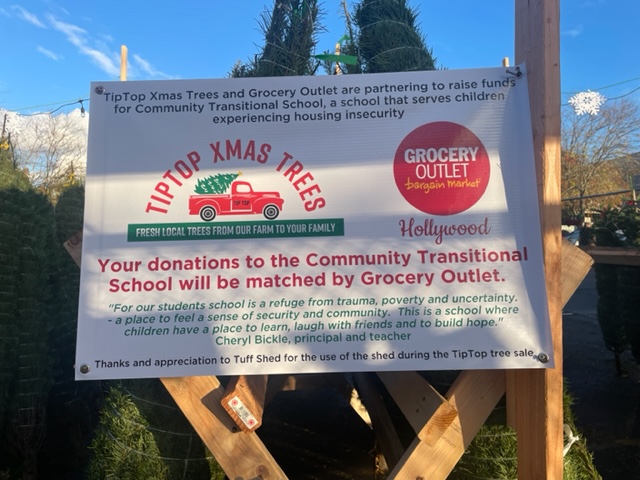 TipTop Xmas Trees and Grocery Outlet are partnering to raise funds
for Community Transitional School, a school that serves children
experiencing housing insecurity
TIPTOP XMAS TREES
TIP TOP
FRESH LOCAL TREES FROM OUR FARM TO YOUR FAMILY
GROCERY
OUTLET
bargain market
Hollywood
Your donations to the Community Transitional
School will be matched by Grocery Outlet.
"For our students school is a refuge from trauma, poverty and uncertainty.
- a place to feel a sense of security and community. This is a school where
children have a place to learn, laugh with friends and to build hope."
Cheryl Bickle, principal and teacher
Thanks and appreciation to Tuff Shed for the use of the shed during the TipTop tree sale.